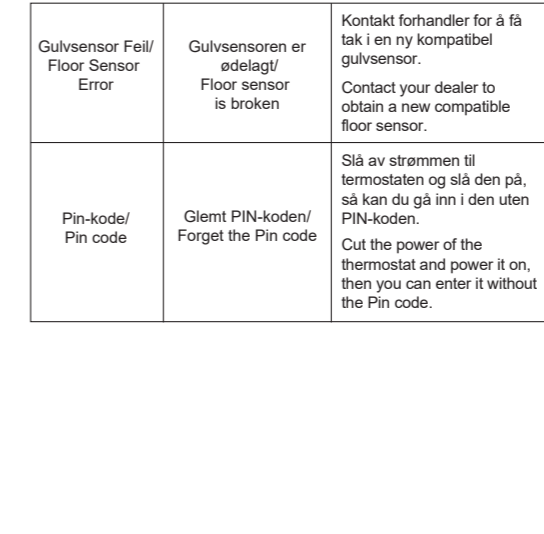 Gulvsensor Feil/
Floor Sensor
Error
Gulvsensoren er
ødelagt/
Floor sensor
is broken
Kontakt forhandler for å få
tak i en ny kompatibel
gulvsensor.
Contact your dealer to
obtain a new compatible
floor sensor.
Pin-kode/
Pin code
Glemt PIN-koden/
Forget the Pin code
Slå av strømmen til
termostaten og slå den på,
så kan du gå inn i den uten
PIN-koden.
Cut the power of the
thermostat and power it on,
then you can enter it without
the Pin code.